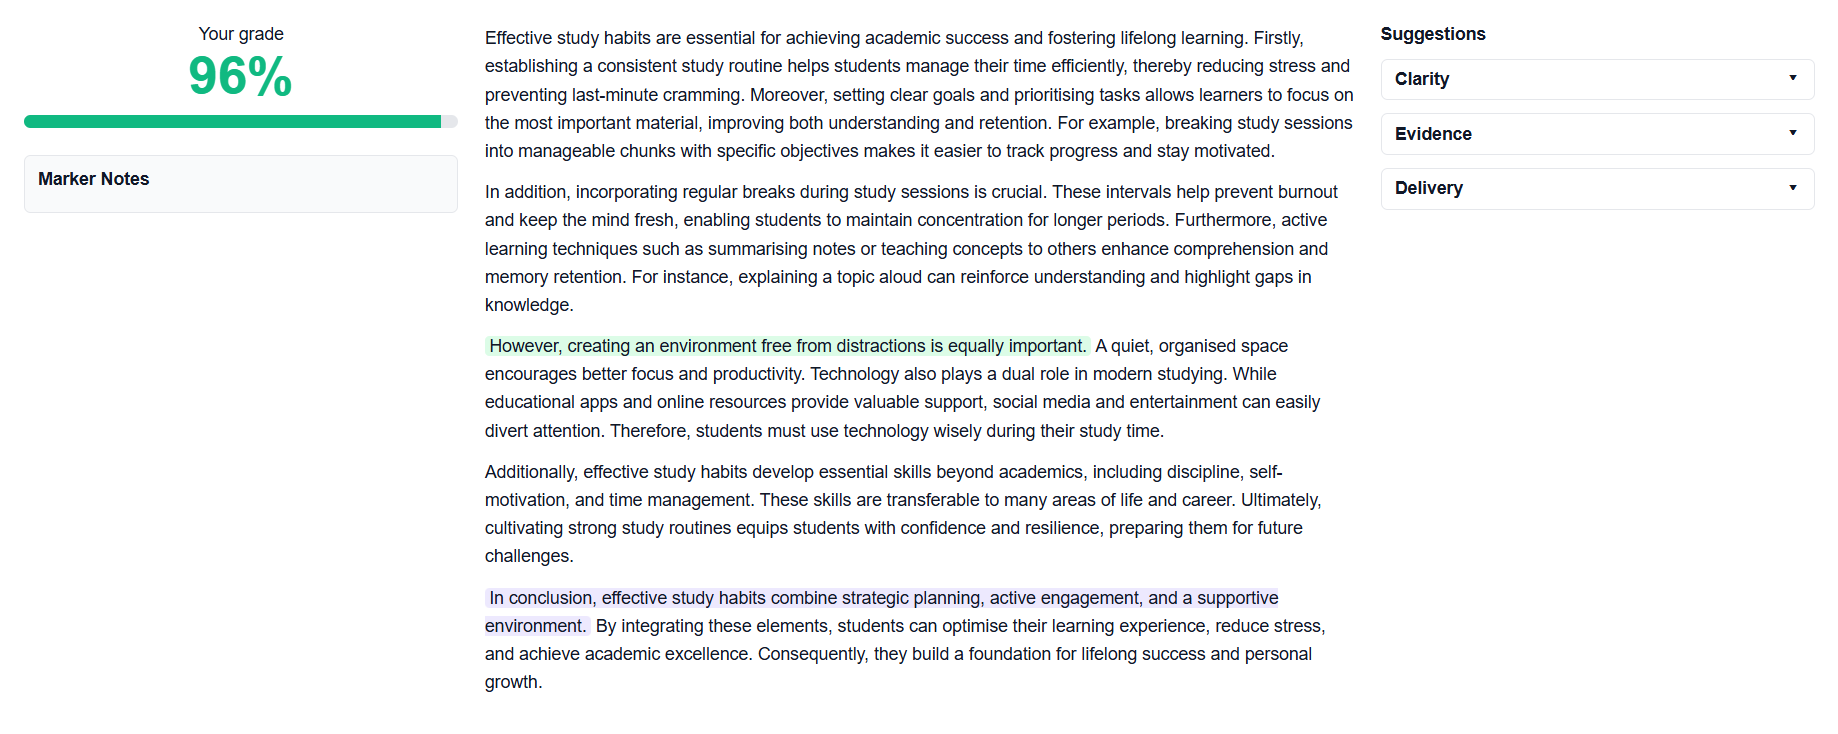 Your grade
96%
Marker Notes
Effective study habits are essential for achieving academic success and fostering lifelong learning. Firstly,
establishing a consistent study routine helps students manage their time efficiently, thereby reducing stress and
preventing last-minute cramming. Moreover, setting clear goals and prioritising tasks allows learners to focus on
the most important material, improving both understanding and retention. For example, breaking study sessions
into manageable chunks with specific objectives makes it easier to track progress and stay motivated.
In addition, incorporating regular breaks during study sessions is crucial. These intervals help prevent burnout
and keep the mind fresh, enabling students to maintain concentration for longer periods. Furthermore, active
learning techniques such as summarising notes or teaching concepts to others enhance comprehension and
memory retention. For instance, explaining a topic aloud can reinforce understanding and highlight gaps in
knowledge.
However, creating an environment free from distractions is equally important. A quiet, organised space
encourages better focus and productivity. Technology also plays a dual role in modern studying. While
educational apps and online resources provide valuable support, social media and entertainment can easily
divert attention. Therefore, students must use technology wisely during their study time.
Additionally, effective study habits develop essential skills beyond academics, including discipline, self-
motivation, and time management. These skills are transferable to many areas of life and career. Ultimately,
cultivating strong study routines equips students with confidence and resilience, preparing them for future
challenges.
In conclusion, effective study habits combine strategic planning, active engagement, and a supportive
environment. By integrating these elements, students can optimise their learning experience, reduce stress,
and achieve academic excellence. Consequently, they build a foundation for lifelong success and personal
growth.
Suggestions
Clarity
Evidence
Delivery